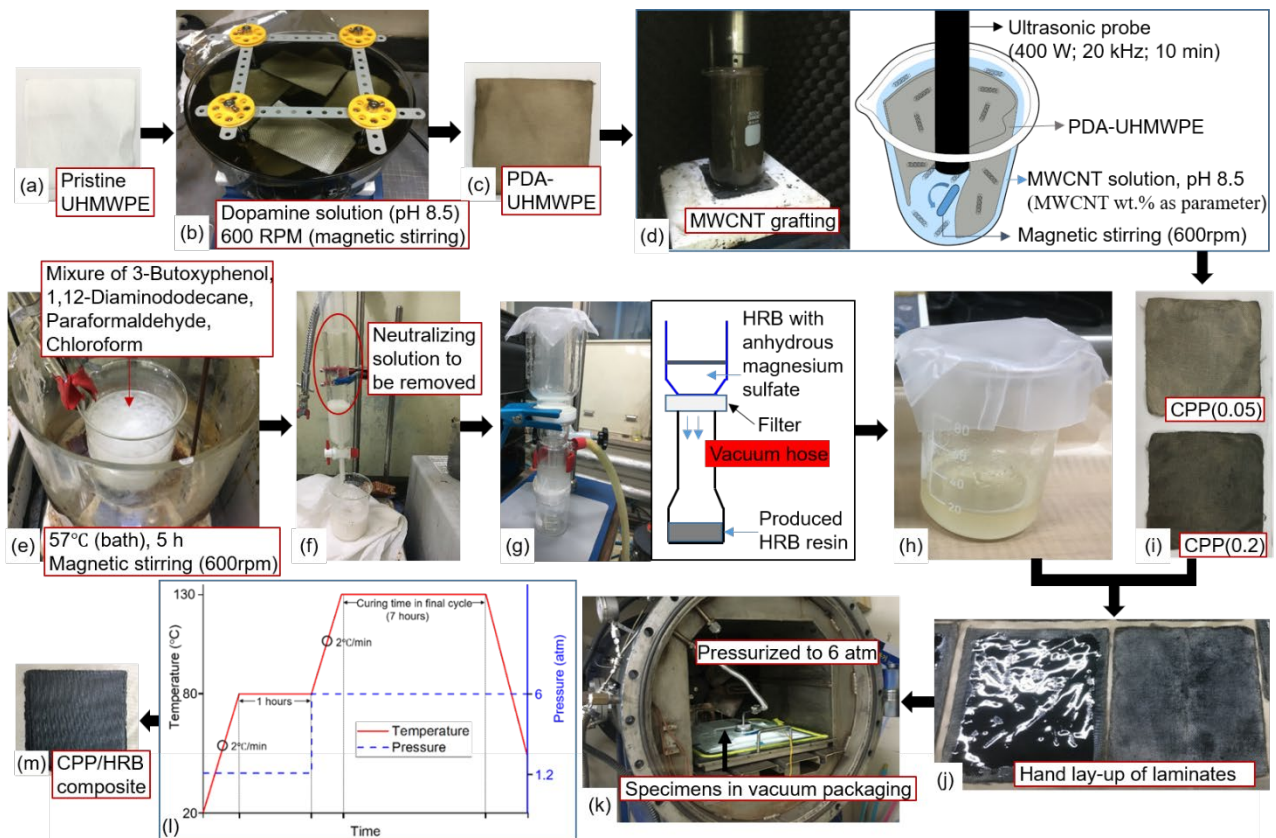 (a)
Pristine
UHMWPE
(b)
Dopamine solution (pH 8.5)
600 RPM (magnetic stirring)
(c)
PDA-
UHMWPE
(d)
MWCNT grafting
Ultrasonic probe
(400 W; 20 kHz; 10 min)
PDA-UHMWPE
MWCNT solution, pH 8.5
(MWCNT wt.% as parameter)
Magnetic stirring (600rpm)
Mixture of 3-Butoxyphenol,
1,12-Diaminododecane,
Paraformaldehyde,
Chloroform
(e)
57°C (bath), 5 h
Magnetic stirring (600rpm)
Neutralizing
solution to
be removed
(f)
(g)
HRB with
anhydrous
magnesium
sulfate
Filter
Vacuum hose
Produced
HRB resin
80
40
20
(h)
CPP(0.05)
(i)
CPP(0.2)
(m)
CPP/HRB
composite
(l)
Temperature (°C)
130
80
20
Curing time in final cycle
(7 hours)
2°C/min
1 hours
2°C/min
Temperature
Pressure
Time
6
1.2
Pressure (atm)
Pressurized to 6 atm
(k)
Specimens in vacuum packaging
(j)
Hand lay-up of laminates